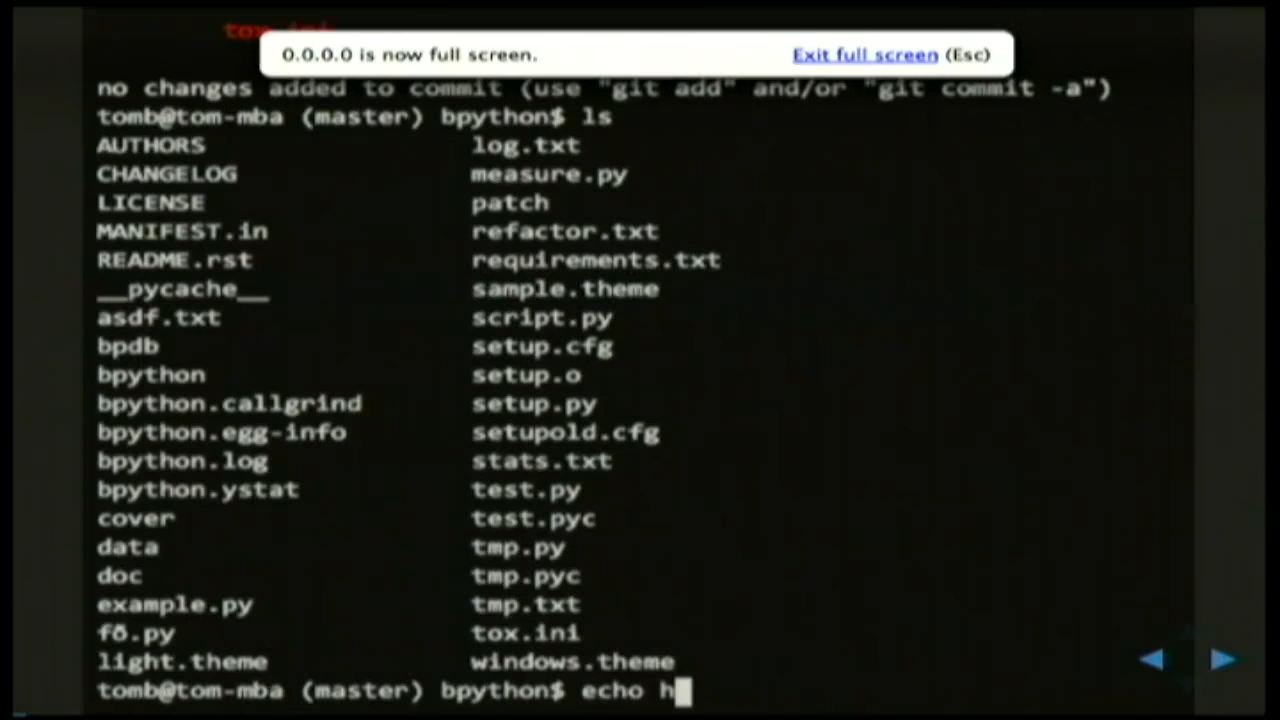 tox.ini
0.0.0.0 is now full screen. Exit full screen (Esc)
no changes added to commit (use "git add" and/or "git commit -a")
tomb@tom-mba (master) bpython$ ls
AUTHORS log.txt
CHANGELOG measure.py
LICENSE patch
MANIFEST.in refactor.txt
README.rst requirements.txt
__pycache__ sample.theme
asdf.txt script.py
bpdb setup.cfg
bpython setup.o
bpython.callgrind setup.py
bpython.egg-info setupold.cfg
bpython.log stats.txt
bpython.ystat test.py
cover test.pyc
data tmp.py
doc tmp.pyc
example.py tmp.txt
fð.py tox.ini
light.theme windows.theme
tomb@tom-mba (master) bpython$ echo h